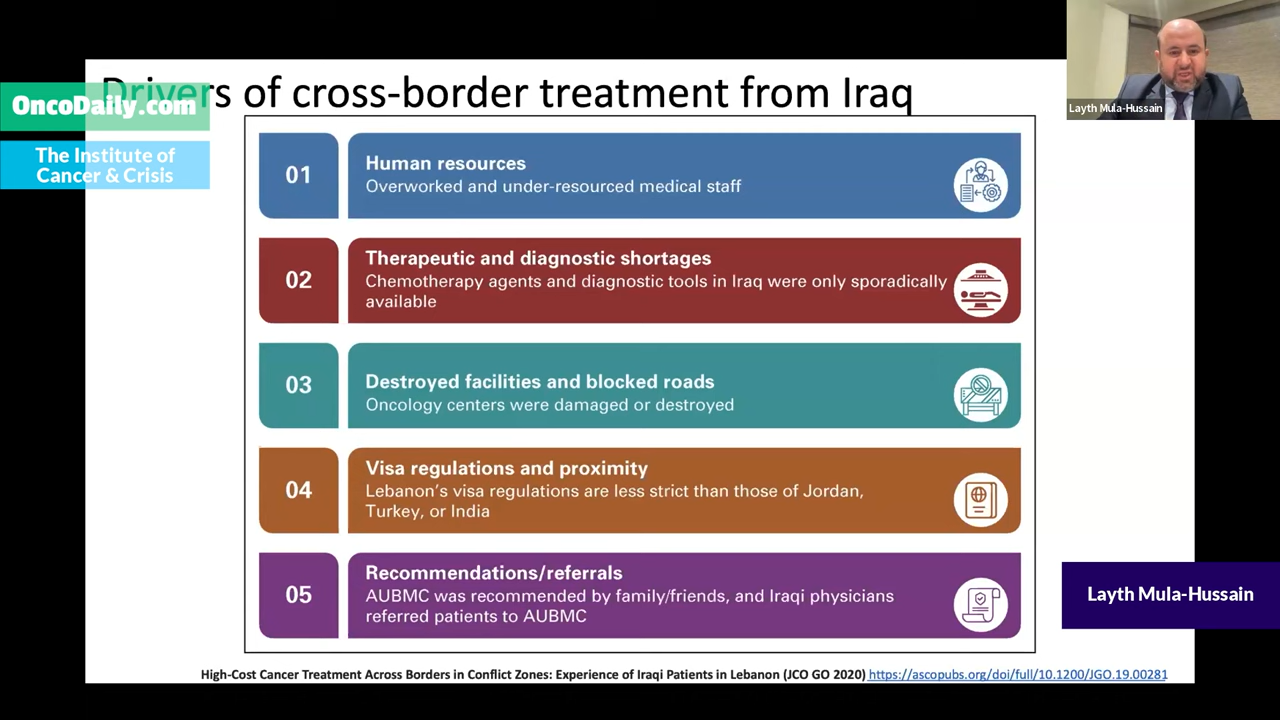 Drivers of cross-border treatment from Iraq
OncoDaily.com
The Institute of
Cancer & Crisis
Layth Mula-Hussain
01
Human resources
Overworked and under-resourced medical staff
02
Therapeutic and diagnostic shortages
Chemotherapy agents and diagnostic tools in Iraq were only sporadically
available
03
Destroyed facilities and blocked roads
Oncology centers were damaged or destroyed
04
Visa regulations and proximity
Lebanon's visa regulations are less strict than those of Jordan,
Turkey, or India
05
Recommendations/referrals
AUBMC was recommended by family/friends, and Iraqi physicians
referred patients to AUBMC
Layth Mula-Hussain
High-Cost Cancer Treatment Across Borders in Conflict Zones: Experience of Iraqi Patients in Lebanon (JCO GO 2020) https://ascopubs.org/doi/full/10.1200/JGO.19.00281